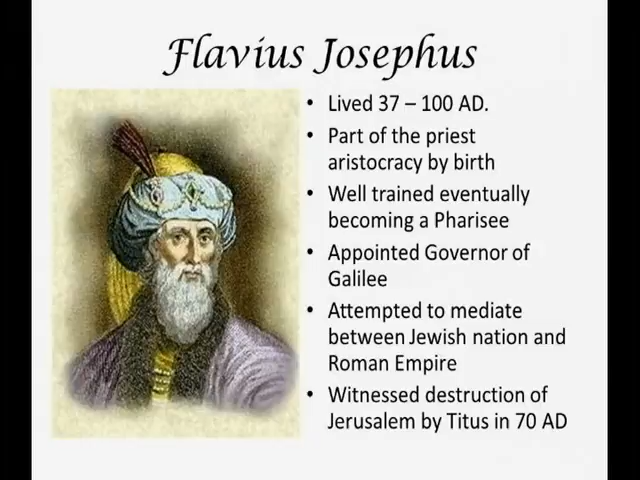 Flavius Josephus
• Lived 37 – 100 AD.
• Part of the priest
aristocracy by birth
• Well trained eventually
becoming a Pharisee
• Appointed Governor of
Galilee
• Attempted to mediate
between Jewish nation and
Roman Empire
• Witnessed destruction of
Jerusalem by Titus in 70 AD